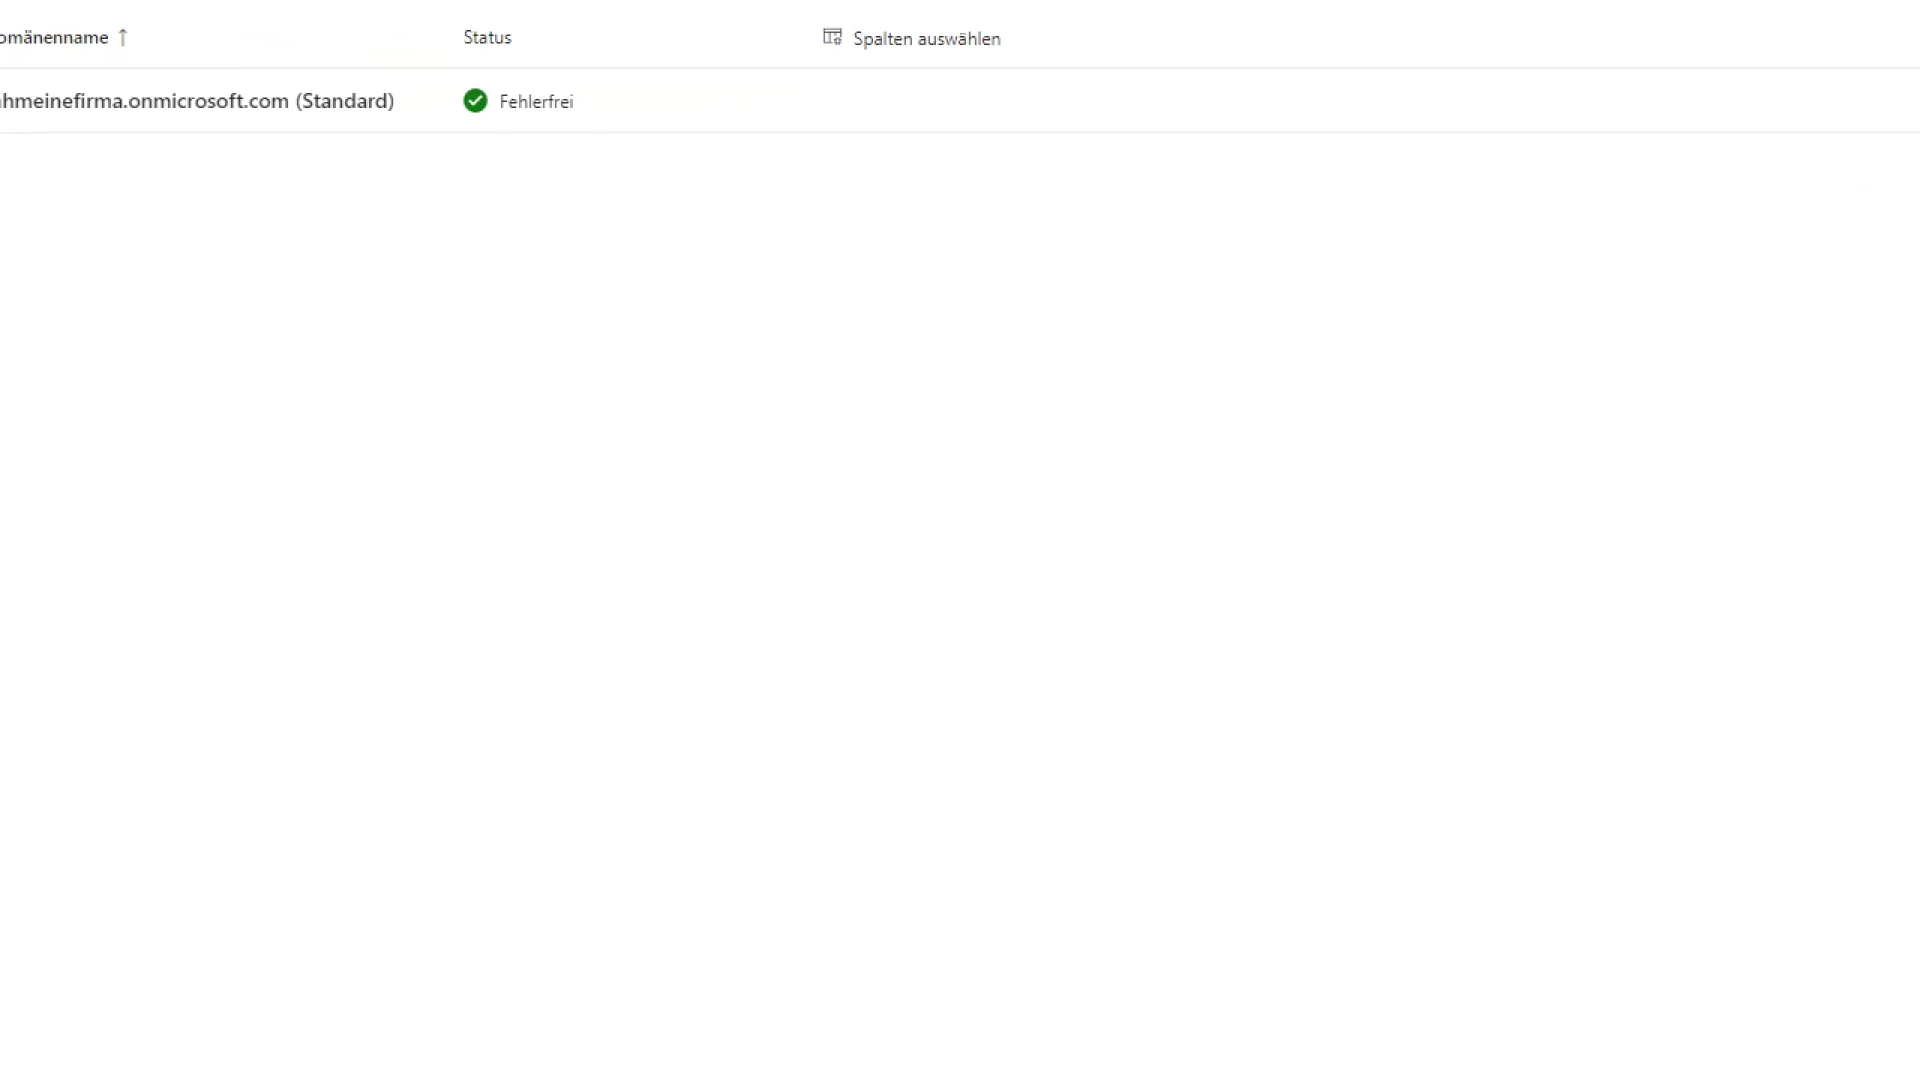 omänenname ↑ Status Spalten auswählen
hmeinefirma.onmicrosoft.com (Standard) Fehlerfrei